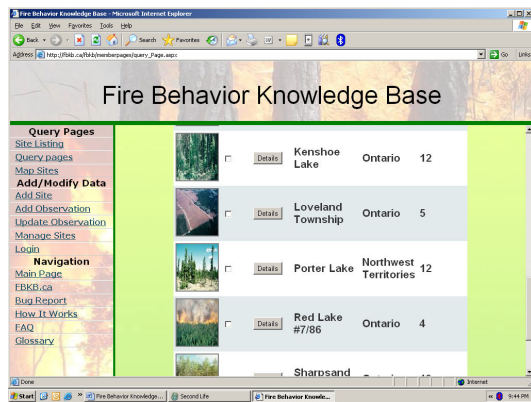 Fire Behavior Knowledge Base - Microsoft Internet Explorer
File Edit View Favorites Tools Help
Back Search Favorites
Address http://fbkb.ca/fbkb/memberpages/query_Page.aspx Go Links
Fire Behavior Knowledge Base
Query Pages
Site Listing
Query pages
Map Sites
Add/Modify Data
Add Site
Add Observation
Update Observation
Manage Sites
Login
Navigation
Main Page
FBKB.ca
Bug Report
How It Works
FAQ
Glossary
Details Kenshoe Lake Ontario 12
Details Loveland Township Ontario 5
Details Porter Lake Northwest Territories 12
Details Red Lake #7/86 Ontario 4
Sharpsand
Done Internet
Start Fire Behavior Knowledge... Second Life Fire Behavior Knowle... 9:44 PM